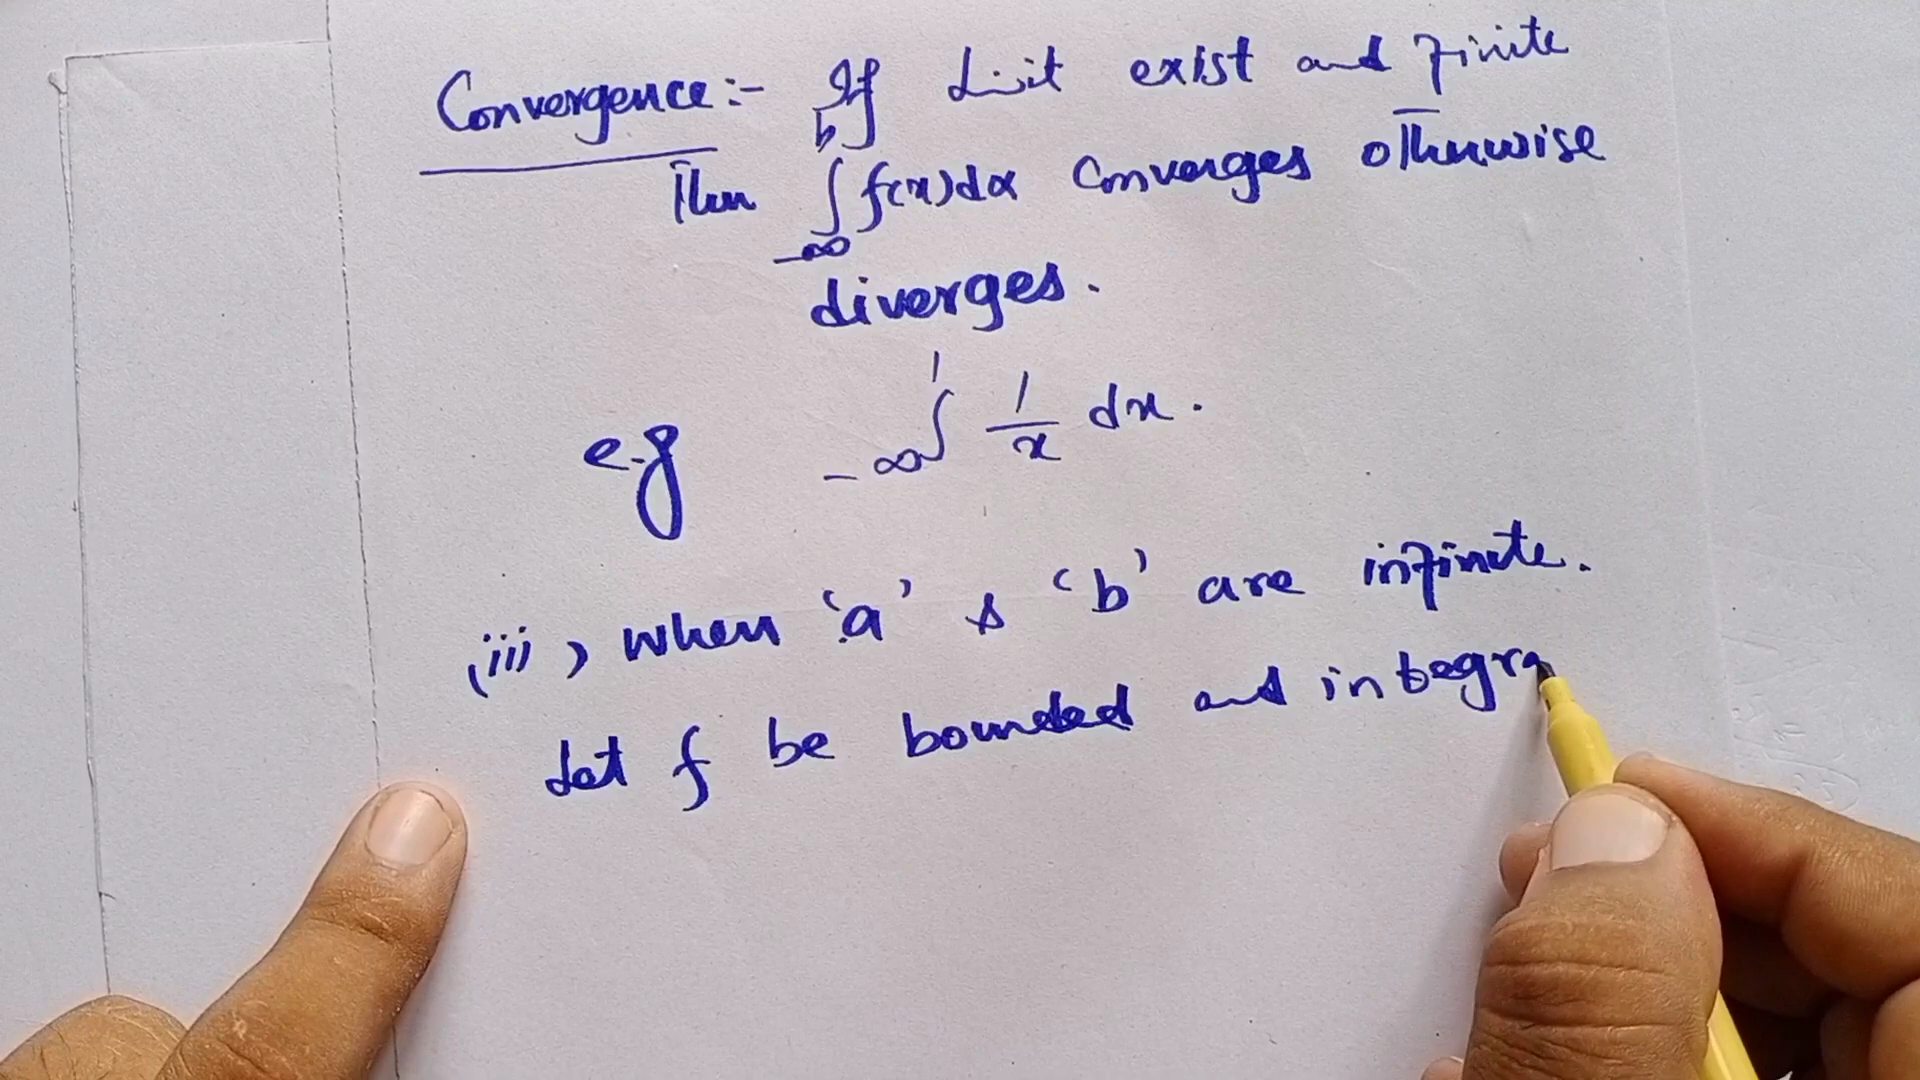 Convergence :- If Limit exist and finite
Then ∫_{-∞}^{b} f(x)dx Converges otherwise
diverges.
e.g ∫_{-∞}^{1} 1/x dx.
(iii) when 'a' & 'b' are infinite.
Let f be bounded and integra